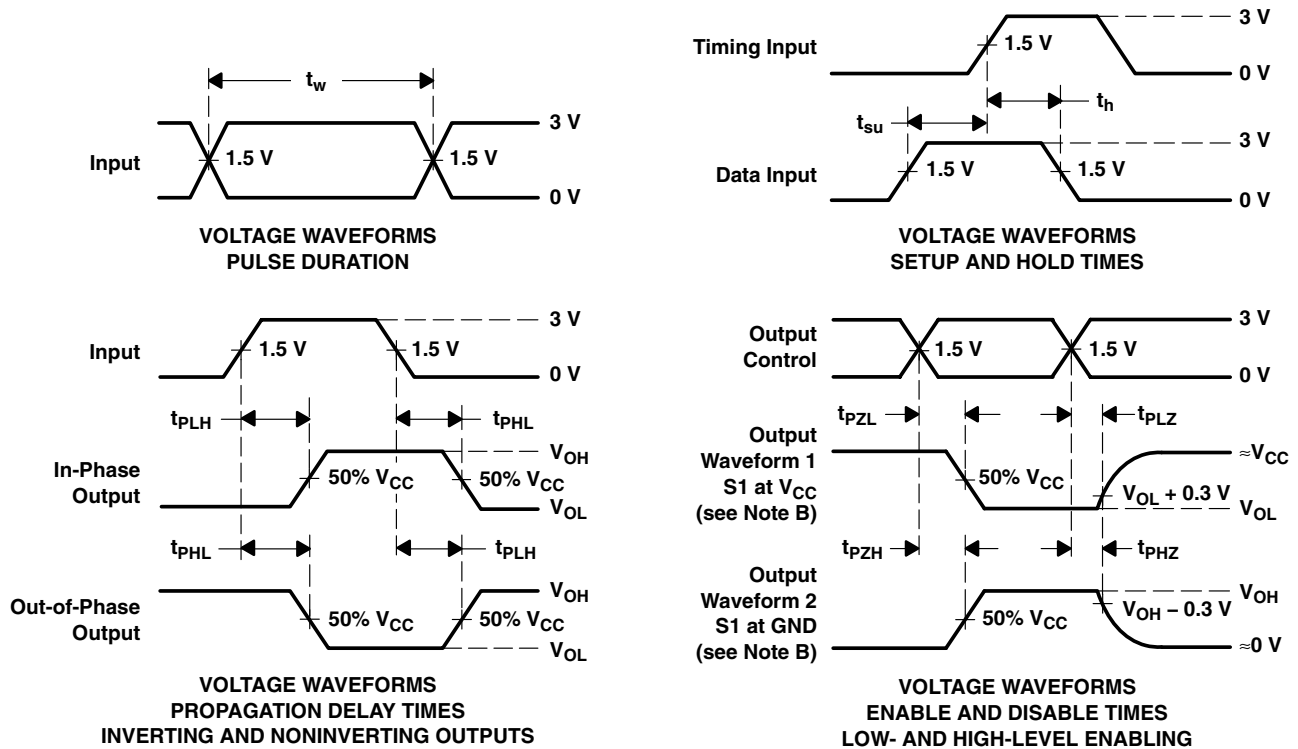 t_w
3 V
Input
1.5 V
1.5 V
0 V
VOLTAGE WAVEFORMS
PULSE DURATION
3 V
Timing Input
1.5 V
0 V
t_h
t_su
3 V
Data Input
1.5 V
1.5 V
0 V
VOLTAGE WAVEFORMS
SETUP AND HOLD TIMES
3 V
Input
1.5 V
1.5 V
0 V
t_PLH
t_PHL
V_OH
In-Phase
Output
50% V_CC
50% V_CC
V_OL
t_PHL
t_PLH
V_OH
Out-of-Phase
Output
50% V_CC
50% V_CC
V_OL
VOLTAGE WAVEFORMS
PROPAGATION DELAY TIMES
INVERTING AND NONINVERTING OUTPUTS
3 V
Output
Control
1.5 V
1.5 V
0 V
t_PZL
t_PLZ
Output
Waveform 1
S1 at V_CC
(see Note B)
50% V_CC
≈V_CC
V_OL + 0.3 V
V_OL
t_PZH
t_PHZ
Output
Waveform 2
S1 at GND
(see Note B)
50% V_CC
V_OH
V_OH − 0.3 V
≈0 V
VOLTAGE WAVEFORMS
ENABLE AND DISABLE TIMES
LOW- AND HIGH-LEVEL ENABLING